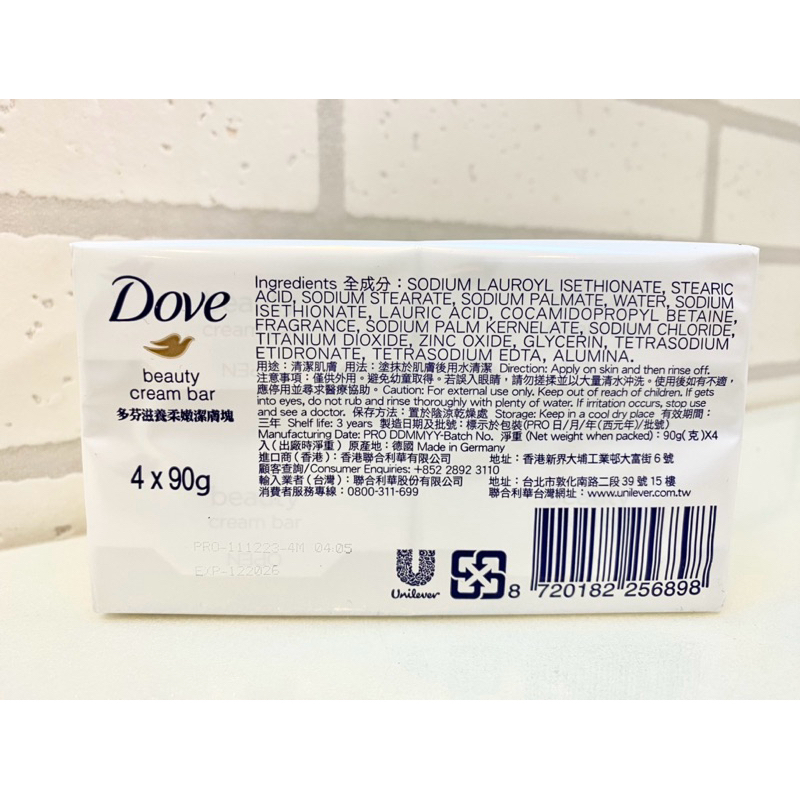 Dove
beauty
cream bar
多芬滋養柔嫩潔膚塊
4 x 90g
Ingredients 全成分：SODIUM LAUROYL ISETHIONATE, STEARIC
ACID, SODIUM STEARATE, SODIUM PALMATE, WATER, SODIUM
ISETHIONATE, LAURIC ACID, COCAMIDOPROPYL BETAINE,
FRAGRANCE, SODIUM PALM KERNELATE, SODIUM CHLORIDE,
TITANIUM DIOXIDE, ZINC OXIDE, GLYCERIN, TETRASODIUM
ETIDRONATE, TETRASODIUM EDTA, ALUMINA.
用途：清潔肌膚 用法：塗抹於肌膚後用水清潔 Direction: Apply on skin and then rinse off.
注意事項：僅供外用。避免幼童取得。若誤入眼睛，請勿搓揉並以大量清水沖洗。使用後如有不適，
應停用並尋求醫療協助。Caution: For external use only. Keep out of reach of children. If gets
into eyes, do not rub and rinse thoroughly with plenty of water. If irritation occurs, stop use
and see a doctor. 保存方法：置於陰涼乾燥處 Storage: Keep in a cool dry place 有效期間：
三年 Shelf life: 3 years 製造日期及批號：標示於包裝(PRO 日/月/年(西元年)/批號)
Manufacturing Date: PRO DDMMYY-Batch No. 淨重 (Net weight when packed)：90g(克)X4
入（出廠時淨重）原產地：德國 Made in Germany
進口商（香港）：香港聯合利華有限公司 地址：香港新界大埔工業邨大富街 6 號
顧客查詢/Consumer Enquiries: +852 2892 3110
輸入業者（台灣）：聯合利華股份有限公司 地址：台北市敦化南路二段 39 號 15 樓
消費者服務專線：0800-311-699 聯合利華台灣網址：www.unilever.com.tw
beauty
cream bar
PRO-111223-4M 04:05
EXP-122026
Unilever
8 720182 256898